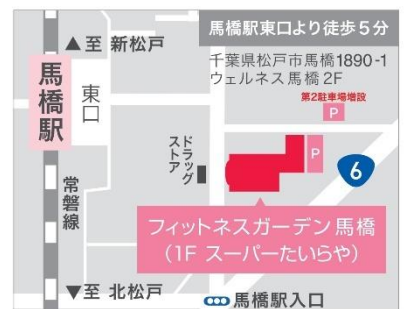 ▲至 新松戸
馬橋駅東口より徒歩5分
千葉県松戸市馬橋1890-1
ウェルネス馬橋2F
第2駐車場増設
P
馬橋駅
東口
ドラッグ
ストア
P
6
常磐線
フィットネスガーデン馬橋
(1F スーパーたいらや)
▼至 北松戸
馬橋駅入口